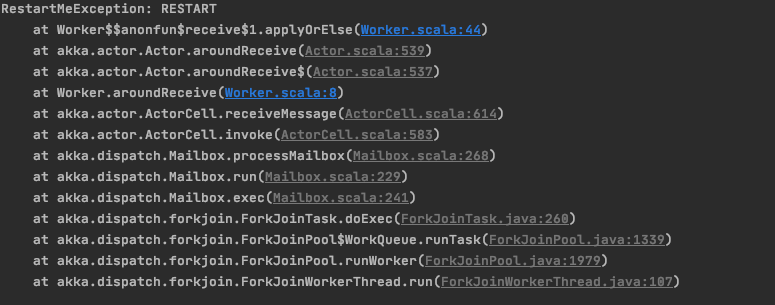 RestartMeException: RESTART
at Worker$$anonfun$receive$1.applyOrElse(Worker.scala:44)
at akka.actor.Actor.aroundReceive(Actor.scala:539)
at akka.actor.Actor.aroundReceive$(Actor.scala:537)
at Worker.aroundReceive(Worker.scala:8)
at akka.actor.ActorCell.receiveMessage(ActorCell.scala:614)
at akka.actor.ActorCell.invoke(ActorCell.scala:583)
at akka.dispatch.Mailbox.processMailbox(Mailbox.scala:268)
at akka.dispatch.Mailbox.run(Mailbox.scala:229)
at akka.dispatch.Mailbox.exec(Mailbox.scala:241)
at akka.dispatch.forkjoin.ForkJoinTask.doExec(ForkJoinTask.java:260)
at akka.dispatch.forkjoin.ForkJoinPool$WorkQueue.runTask(ForkJoinPool.java:1339)
at akka.dispatch.forkjoin.ForkJoinPool.runWorker(ForkJoinPool.java:1979)
at akka.dispatch.forkjoin.ForkJoinWorkerThread.run(ForkJoinWorkerThread.java:107)